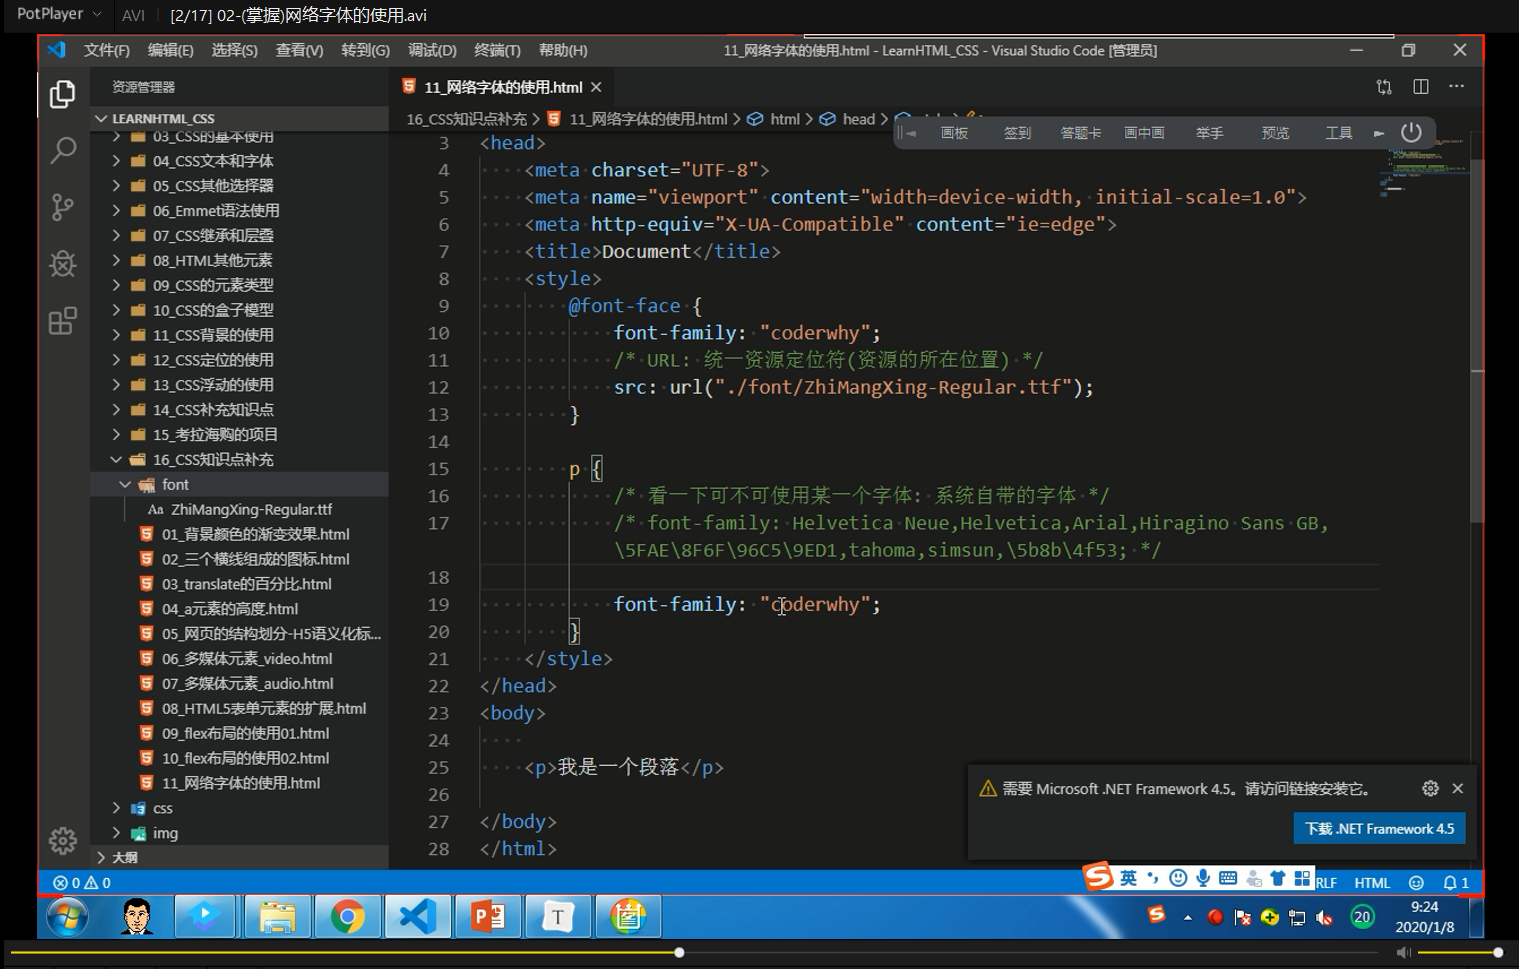 PotPlayer AVI [2/17] 02-(掌握)网络字体的使用.avi
文件(F) 编辑(E) 选择(S) 查看(V) 转到(G) 调试(D) 终端(T) 帮助(H) 11_网络字体的使用.html - LearnHTML_CSS - Visual Studio Code [管理员]
资源管理器
LEARNHTML_CSS
03_CSS的基本使用
04_CSS文本和字体
05_CSS其他选择器
06_Emmet语法使用
07_CSS继承和层叠
08_HTML其他元素
09_CSS的元素类型
10_CSS的盒子模型
11_CSS背景的使用
12_CSS定位的使用
13_CSS浮动的使用
14_CSS补充知识点
15_考拉海购的项目
16_CSS知识点补充
font
Aa ZhiMangXing-Regular.ttf
01_背景颜色的渐变效果.html
02_三个横线组成的图标.html
03_translate的百分比.html
04_a元素的高度.html
05_网页的结构划分-H5语义化标...
06_多媒体元素_video.html
07_多媒体元素_audio.html
08_HTML5表单元素的扩展.html
09_flex布局的使用01.html
10_flex布局的使用02.html
11_网络字体的使用.html
css
img
大纲
11_网络字体的使用.html
16_CSS知识点补充 > 11_网络字体的使用.html > html > head >
画板 签到 答题卡 画中画 举手 预览 工具
3 <head>
4 <meta charset="UTF-8">
5 <meta name="viewport" content="width=device-width, initial-scale=1.0">
6 <meta http-equiv="X-UA-Compatible" content="ie=edge">
7 <title>Document</title>
8 <style>
9 @font-face {
10 font-family: "coderwhy";
11 /* URL: 统一资源定位符(资源的所在位置) */
12 src: url("./font/ZhiMangXing-Regular.ttf");
13 }
14
15 p {
16 /* 看一下可不可使用某一个字体: 系统自带的字体 */
17 /* font-family: Helvetica Neue,Helvetica,Arial,Hiragino Sans GB,
\5FAE\8F6F\96C5\9ED1,tahoma,simsun,\5b8b\4f53; */
18
19 font-family: "coderwhy";
20 }
21 </style>
22 </head>
23 <body>
24
25 <p>我是一个段落</p>
26
27 </body>
28 </html>
需要 Microsoft .NET Framework 4.5。请访问链接安装它。
下载 .NET Framework 4.5
0 0 英 RLF HTML 1
20
9:24
2020/1/8